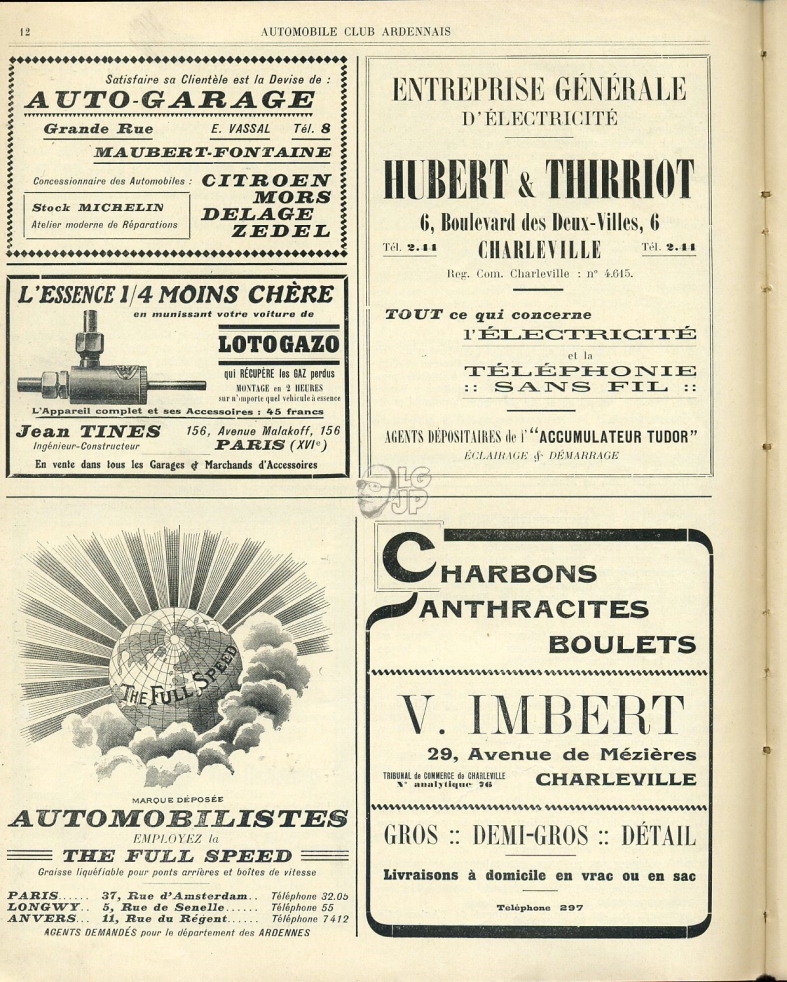 12
AUTOMOBILE CLUB ARDENNAIS
Satisfaire sa Clientèle est la Devise de :
AUTO-GARAGE
Grande Rue E. VASSAL Tél. 8
MAUBERT-FONTAINE
Concessionnaire des Automobiles : CITROEN
MORS
DELAGE
ZEDEL
Stock MICHELIN
Atelier moderne de Réparations
L'ESSENCE 1/4 MOINS CHÈRE
en munissant votre voiture de
LOTOGAZO
qui RÉCUPÈRE les GAZ perdus
MONTAGE en 2 HEURES
sur n'importe quel véhicule à essence
L'Appareil complet et ses Accessoires : 45 francs
Jean TINES 156, Avenue Malakoff, 156
Ingénieur-Constructeur PARIS (XVIe)
En vente dans tous les Garages & Marchands d'Accessoires
ENTREPRISE GÉNÉRALE
D'ÉLECTRICITÉ
HUBERT & THIRRIOT
6, Boulevard des Deux-Villes, 6
Tél. 2.44 CHARLEVILLE Tél. 2.44
Reg. Com. Charleville : n° 4.615.
TOUT ce qui concerne
l'ÉLECTRICITÉ
et la
TÉLÉPHONIE
:: SANS FIL ::
AGENTS DÉPOSITAIRES de l' "ACCUMULATEUR TUDOR"
ÉCLAIRAGE & DÉMARRAGE
LG
JP
THE FULL SPEED
MARQUE DÉPOSÉE
AUTOMOBILISTES
EMPLOYEZ la
THE FULL SPEED
Graisse liquéfiable pour ponts arrières et boîtes de vitesse
PARIS...... 37, Rue d'Amsterdam.. Téléphone 32.05
LONGWY.. 5, Rue de Senelle...... Téléphone 55
ANVERS... 11, Rue du Régent...... Téléphone 7412
AGENTS DEMANDÉS pour le département des ARDENNES
CHARBONS
ANTHRACITES
BOULETS
V. IMBERT
29, Avenue de Mézières
TRIBUNAL de COMMERCE de CHARLEVILLE
N° analytique 76
CHARLEVILLE
GROS :: DEMI-GROS :: DÉTAIL
Livraisons à domicile en vrac ou en sac
Téléphone 297